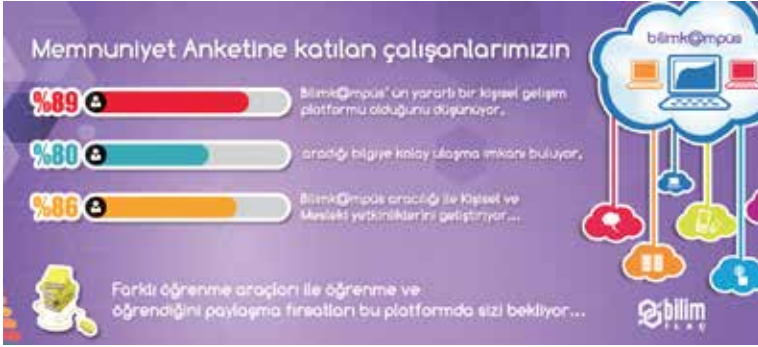 Memnuniyet Anketine katılan çalışanlarımızın
%89
Bilimk@mpüs'ün yararlı bir kişisel gelişim
platformu olduğunu düşünüyor.
%80
aradığı bilgiye kolay ulaşma imkanı buluyor.
%86
Bilimk@mpüs aracılığı ile Kişisel ve
Mesleki yetkinliklerini geliştiriyor...
Farklı öğrenme araçları ile öğrenme ve
öğrendiğini paylaşma fırsatları bu platformda sizi bekliyor...
bilimk@mpüs
bilim
İLAÇ